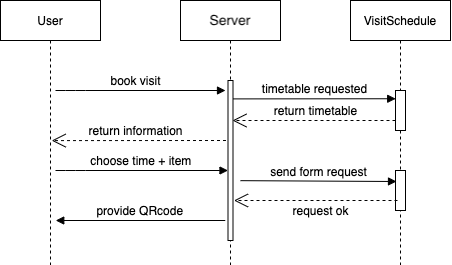 User
Server
VisitSchedule
book visit
timetable requested
return timetable
return information
choose time + item
send form request
request ok
provide QRcode